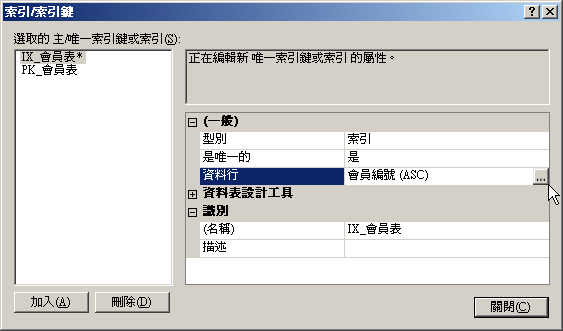 索引/索引鍵
選取的 主/唯一索引鍵或索引(S):
IX_會員表*
PK_會員表
正在編輯新 唯一索引鍵或索引 的屬性。
(一般)
型別 索引
是唯一的 是
資料行 會員編號 (ASC) ...
資料表設計工具
識別
(名稱) IX_會員表
描述
加入(A) 刪除(D)
關閉(C)